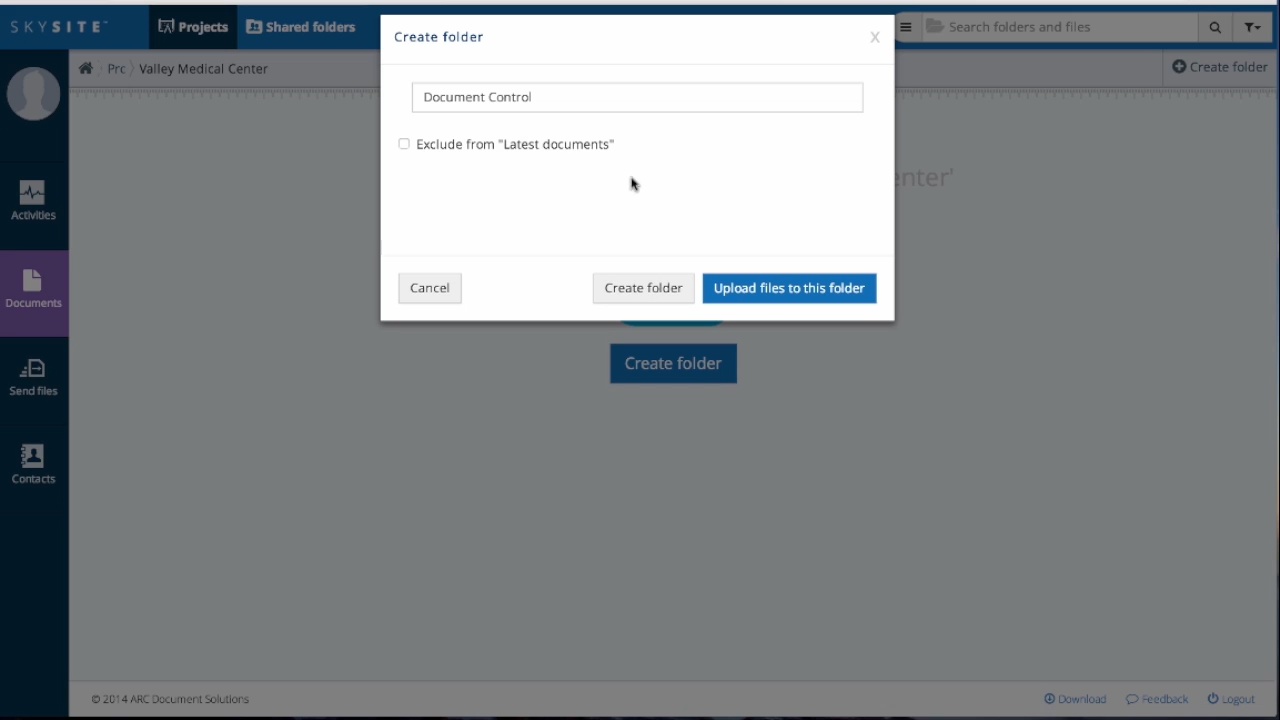 SKYSITE™
Projects
Shared folders
Create folder
X
Search folders and files
Prc
Valley Medical Center
Create folder
Document Control
Exclude from "Latest documents"
enter'
Activities
Documents
Send files
Contacts
Cancel
Create folder
Upload files to this folder
Create folder
© 2014 ARC Document Solutions
Download
Feedback
Logout